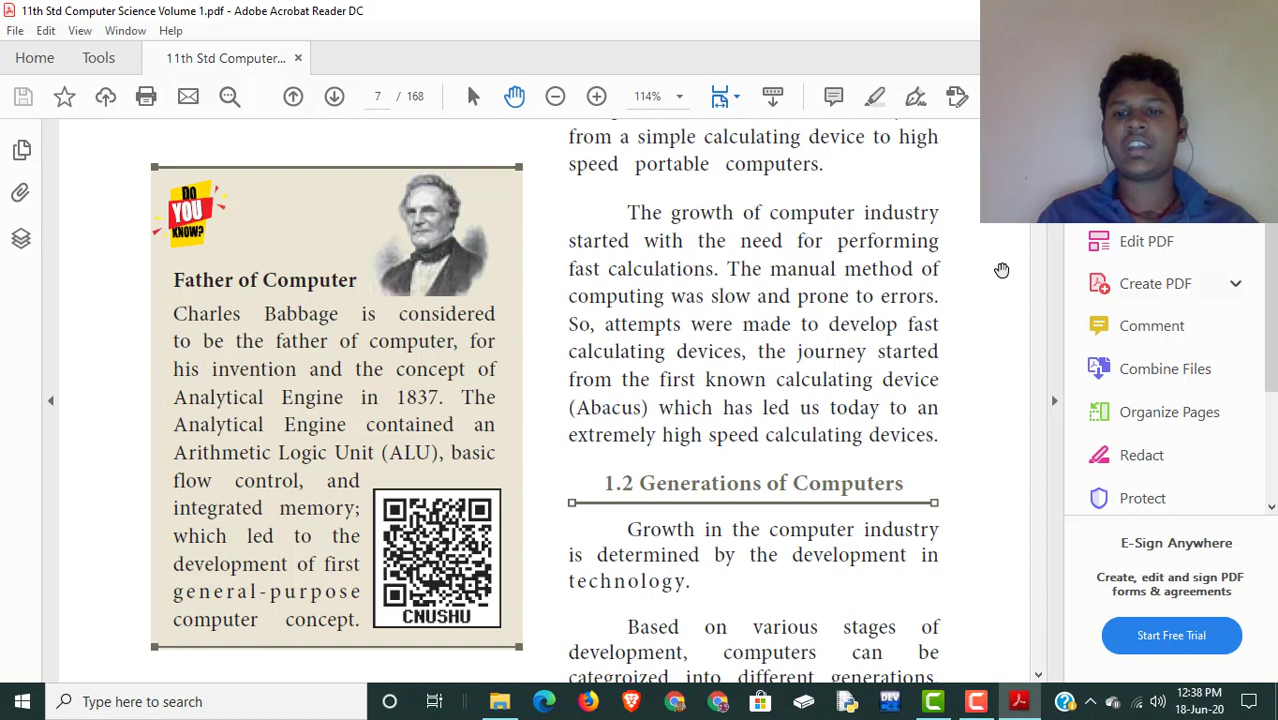 11th Std Computer Science Volume 1.pdf - Adobe Acrobat Reader DC
File Edit View Window Help
Home Tools 11th Std Computer... ×
7 / 168 114%
DO
YOU
KNOW?
Father of Computer
Charles Babbage is considered
to be the father of computer, for
his invention and the concept of
Analytical Engine in 1837. The
Analytical Engine contained an
Arithmetic Logic Unit (ALU), basic
flow control, and
integrated memory;
which led to the
development of first
general-purpose
computer concept.
CNUSHU
from a simple calculating device to high
speed portable computers.
The growth of computer industry
started with the need for performing
fast calculations. The manual method of
computing was slow and prone to errors.
So, attempts were made to develop fast
calculating devices, the journey started
from the first known calculating device
(Abacus) which has led us today to an
extremely high speed calculating devices.
1.2 Generations of Computers
Growth in the computer industry
is determined by the development in
technology.
Based on various stages of
development, computers can be
categroized into different generations.
Edit PDF
Create PDF
Comment
Combine Files
Organize Pages
Redact
Protect
E-Sign Anywhere
Create, edit and sign PDF
forms & agreements
Start Free Trial
Type here to search
DEV
12:38 PM
18-Jun-20